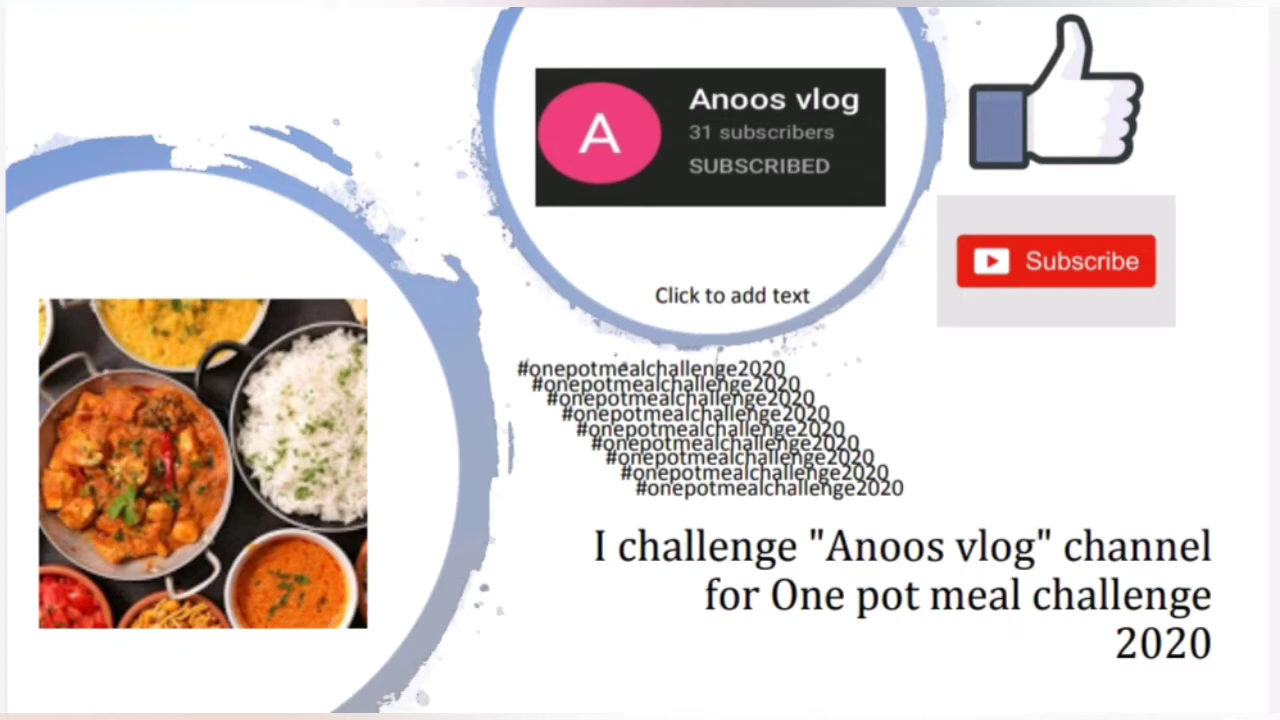 A
Anoos vlog
31 subscribers
SUBSCRIBED
Subscribe
Click to add text
#onepotmealchallenge2020
#onepotmealchallenge2020
#onepotmealchallenge2020
#onepotmealchallenge2020
#onepotmealchallenge2020
#onepotmealchallenge2020
#onepotmealchallenge2020
#onepotmealchallenge2020
#onepotmealchallenge2020
I challenge "Anoos vlog" channel
for One pot meal challenge
2020